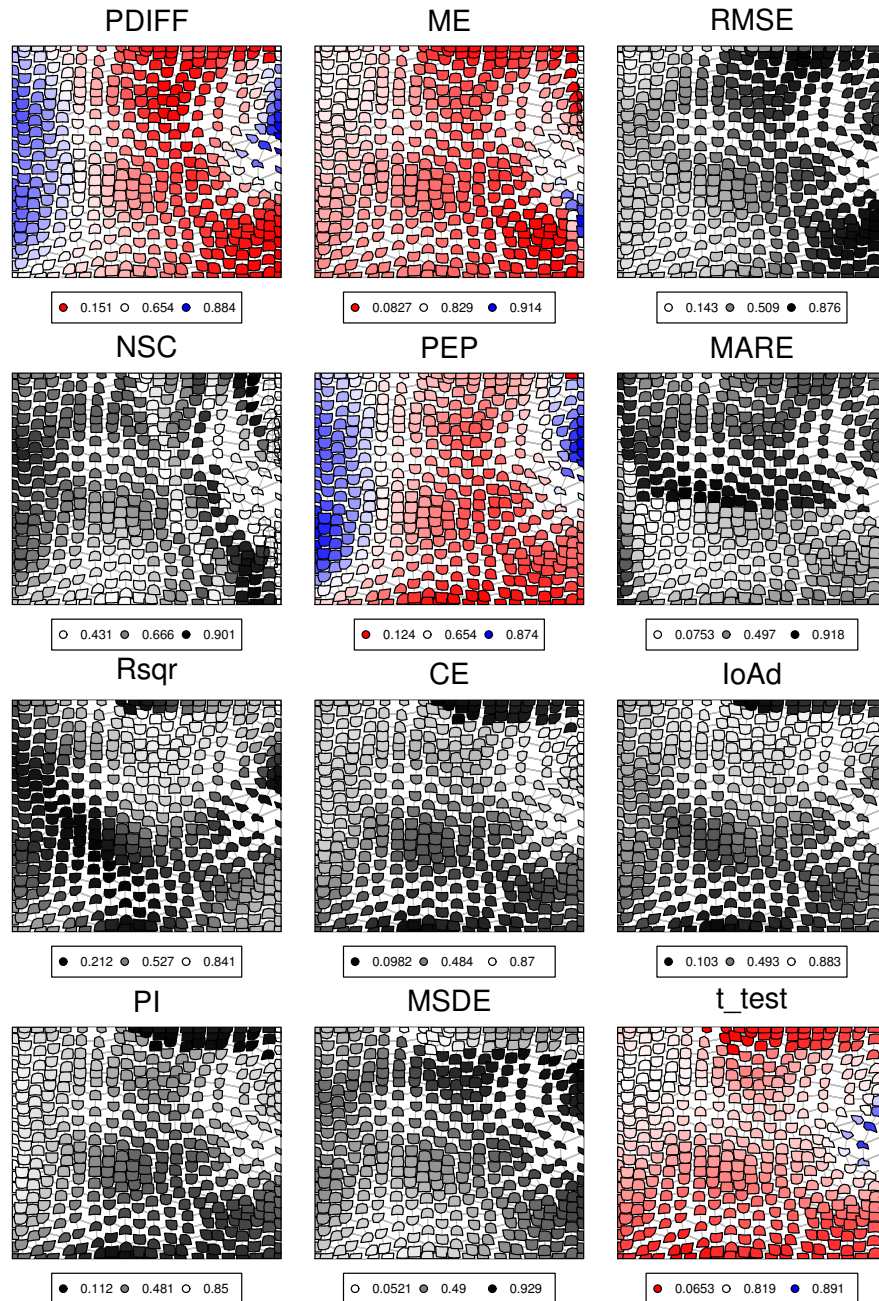 PDIFF ME RMSE
0.151 0.654 0.884 0.0827 0.829 0.914 0.143 0.509 0.876
NSC PEP MARE
0.431 0.666 0.901 0.124 0.654 0.874 0.0753 0.497 0.918
Rsqr CE IoAd
0.212 0.527 0.841 0.0982 0.484 0.87 0.103 0.493 0.883
PI MSDE t_test
0.112 0.481 0.85 0.0521 0.49 0.929 0.0653 0.819 0.891